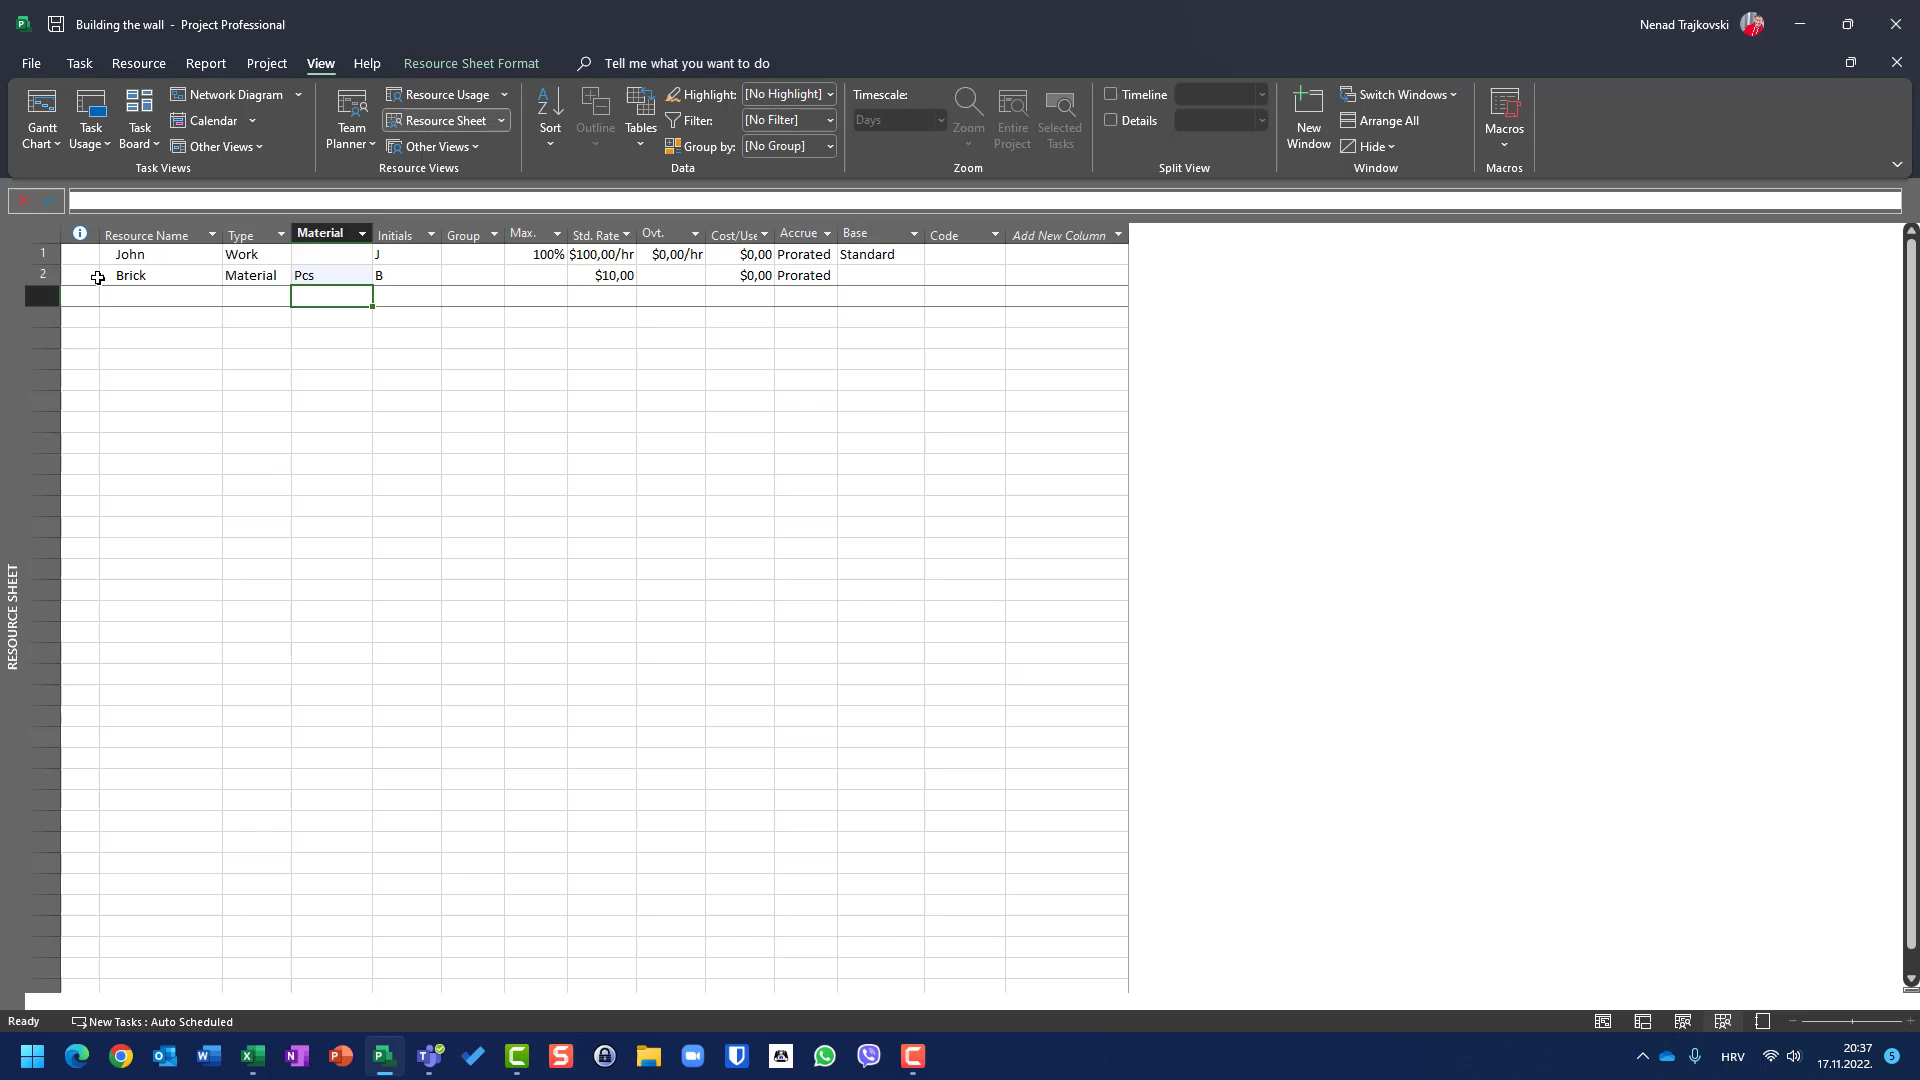 Building the wall - Project Professional
Nenad Trajkovski
File Task Resource Report Project View Help Resource Sheet Format Tell me what you want to do
Gantt Chart
Task Usage
Task Board
Network Diagram
Calendar
Other Views
Task Views
Team Planner
Resource Usage
Resource Sheet
Other Views
Resource Views
Sort
Outline
Tables
Highlight: [No Highlight]
Filter: [No Filter]
Group by: [No Group]
Data
Timescale:
Days
Zoom
Entire Project
Selected Tasks
Zoom
Timeline
Details
Split View
New Window
Switch Windows
Arrange All
Hide
Window
Macros
Macros
Resource Name Type Material Initials Group Max. Std. Rate Ovt. Cost/Use Accrue Base Code Add New Column
1 John Work J 100% $100,00/hr $0,00/hr $0,00 Prorated Standard
2 Brick Material Pcs B $10,00 $0,00 Prorated
RESOURCE SHEET
Ready New Tasks : Auto Scheduled
HRV
20:37
17.11.2022.
5